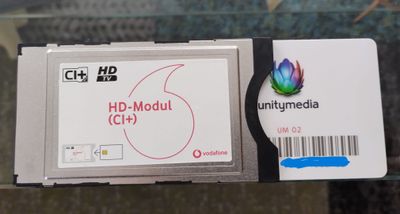 CI+
HD
TV
HD-Modul
(CI+)
vodafone
unitymedia
UM 02